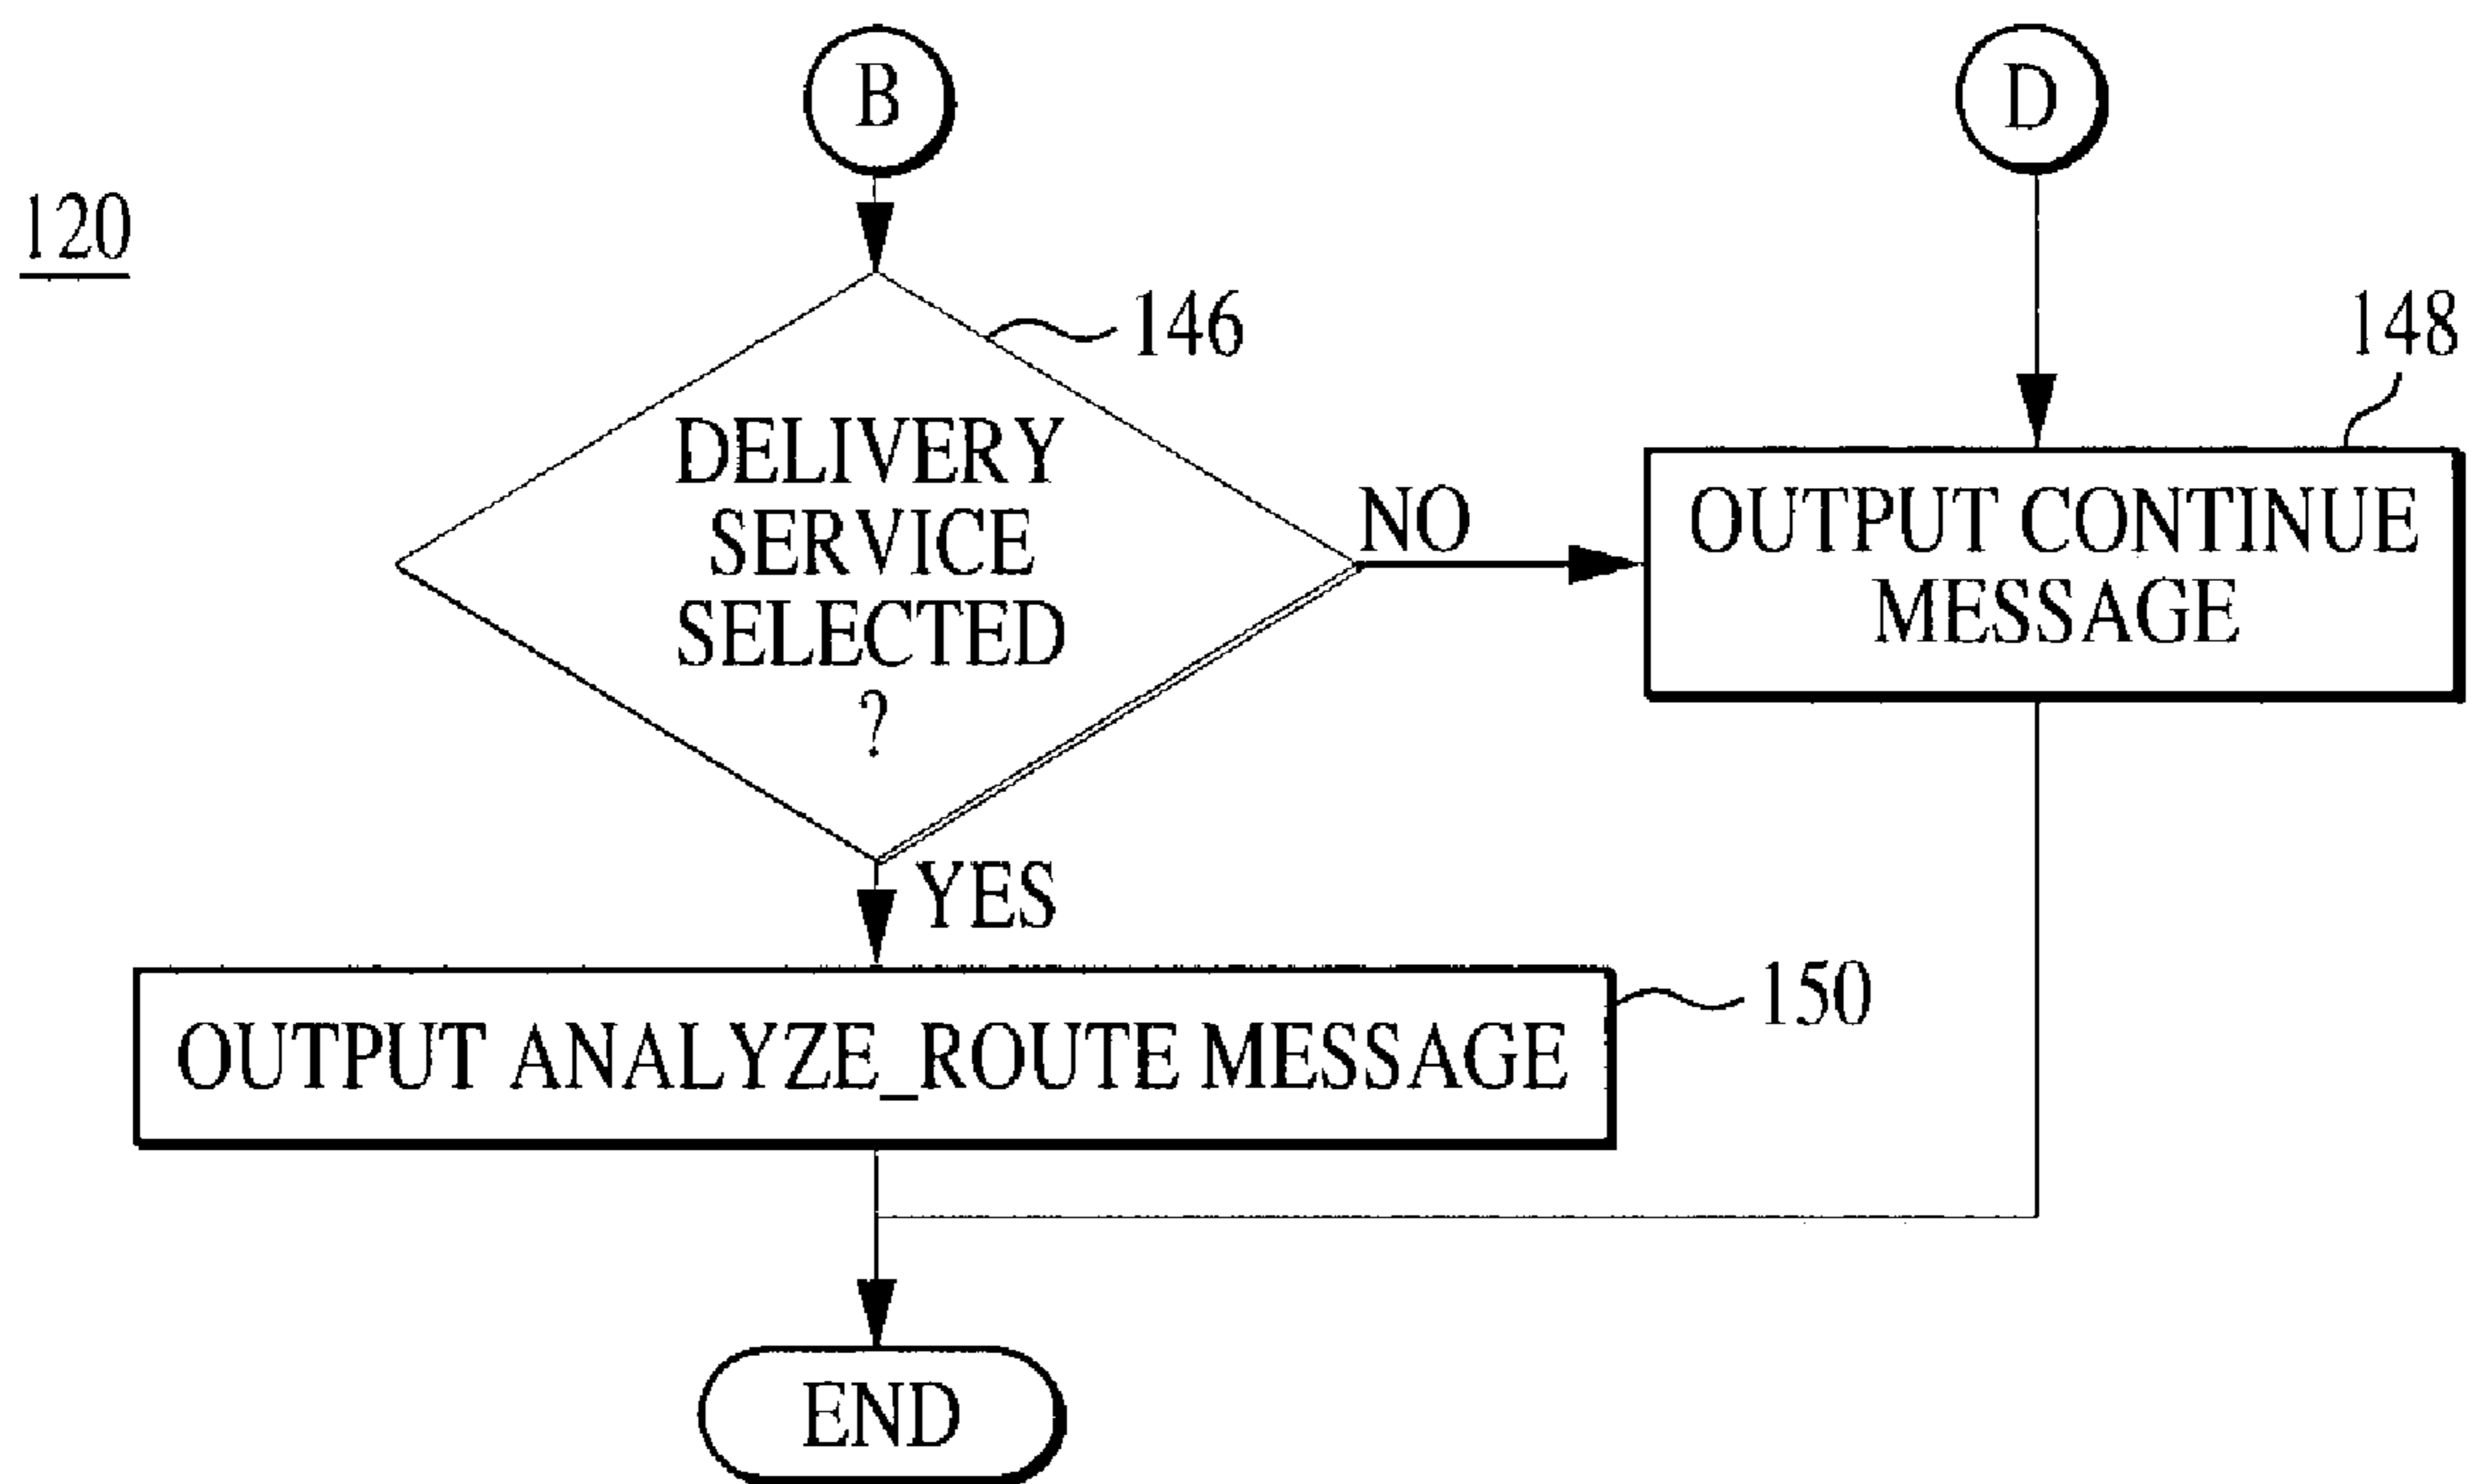 B
D
120
146
148
DELIVERY
SERVICE
SELECTED
?
NO
OUTPUT CONTINUE
MESSAGE
YES
150
OUTPUT ANALYZE_ROUTE MESSAGE
END